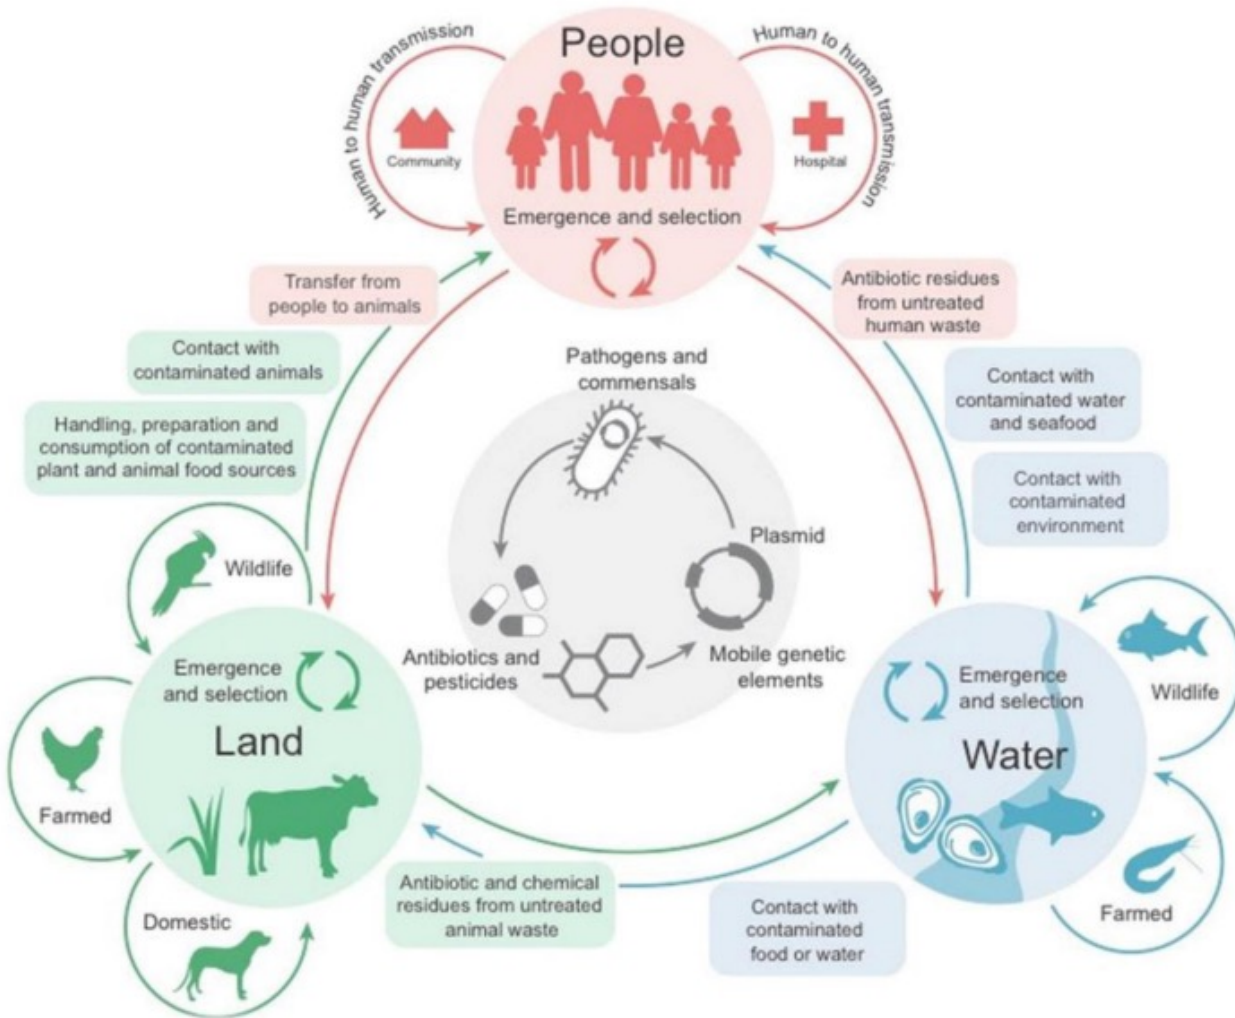 People
Human to human transmission
Human to human transmission
Community
Hospital
Emergence and selection
Transfer from
people to animals
Antibiotic residues
from untreated
human waste
Contact with
contaminated animals
Pathogens and
commensals
Contact with
contaminated water
and seafood
Handling, preparation and
consumption of contaminated
plant and animal food sources
Contact with
contaminated
environment
Plasmid
Wildlife
Antibiotics and
pesticides
Mobile genetic
elements
Emergence
and selection
Land
Farmed
Domestic
Emergence
and selection
Water
Wildlife
Farmed
Antibiotic and chemical
residues from untreated
animal waste
Contact with
contaminated
food or water